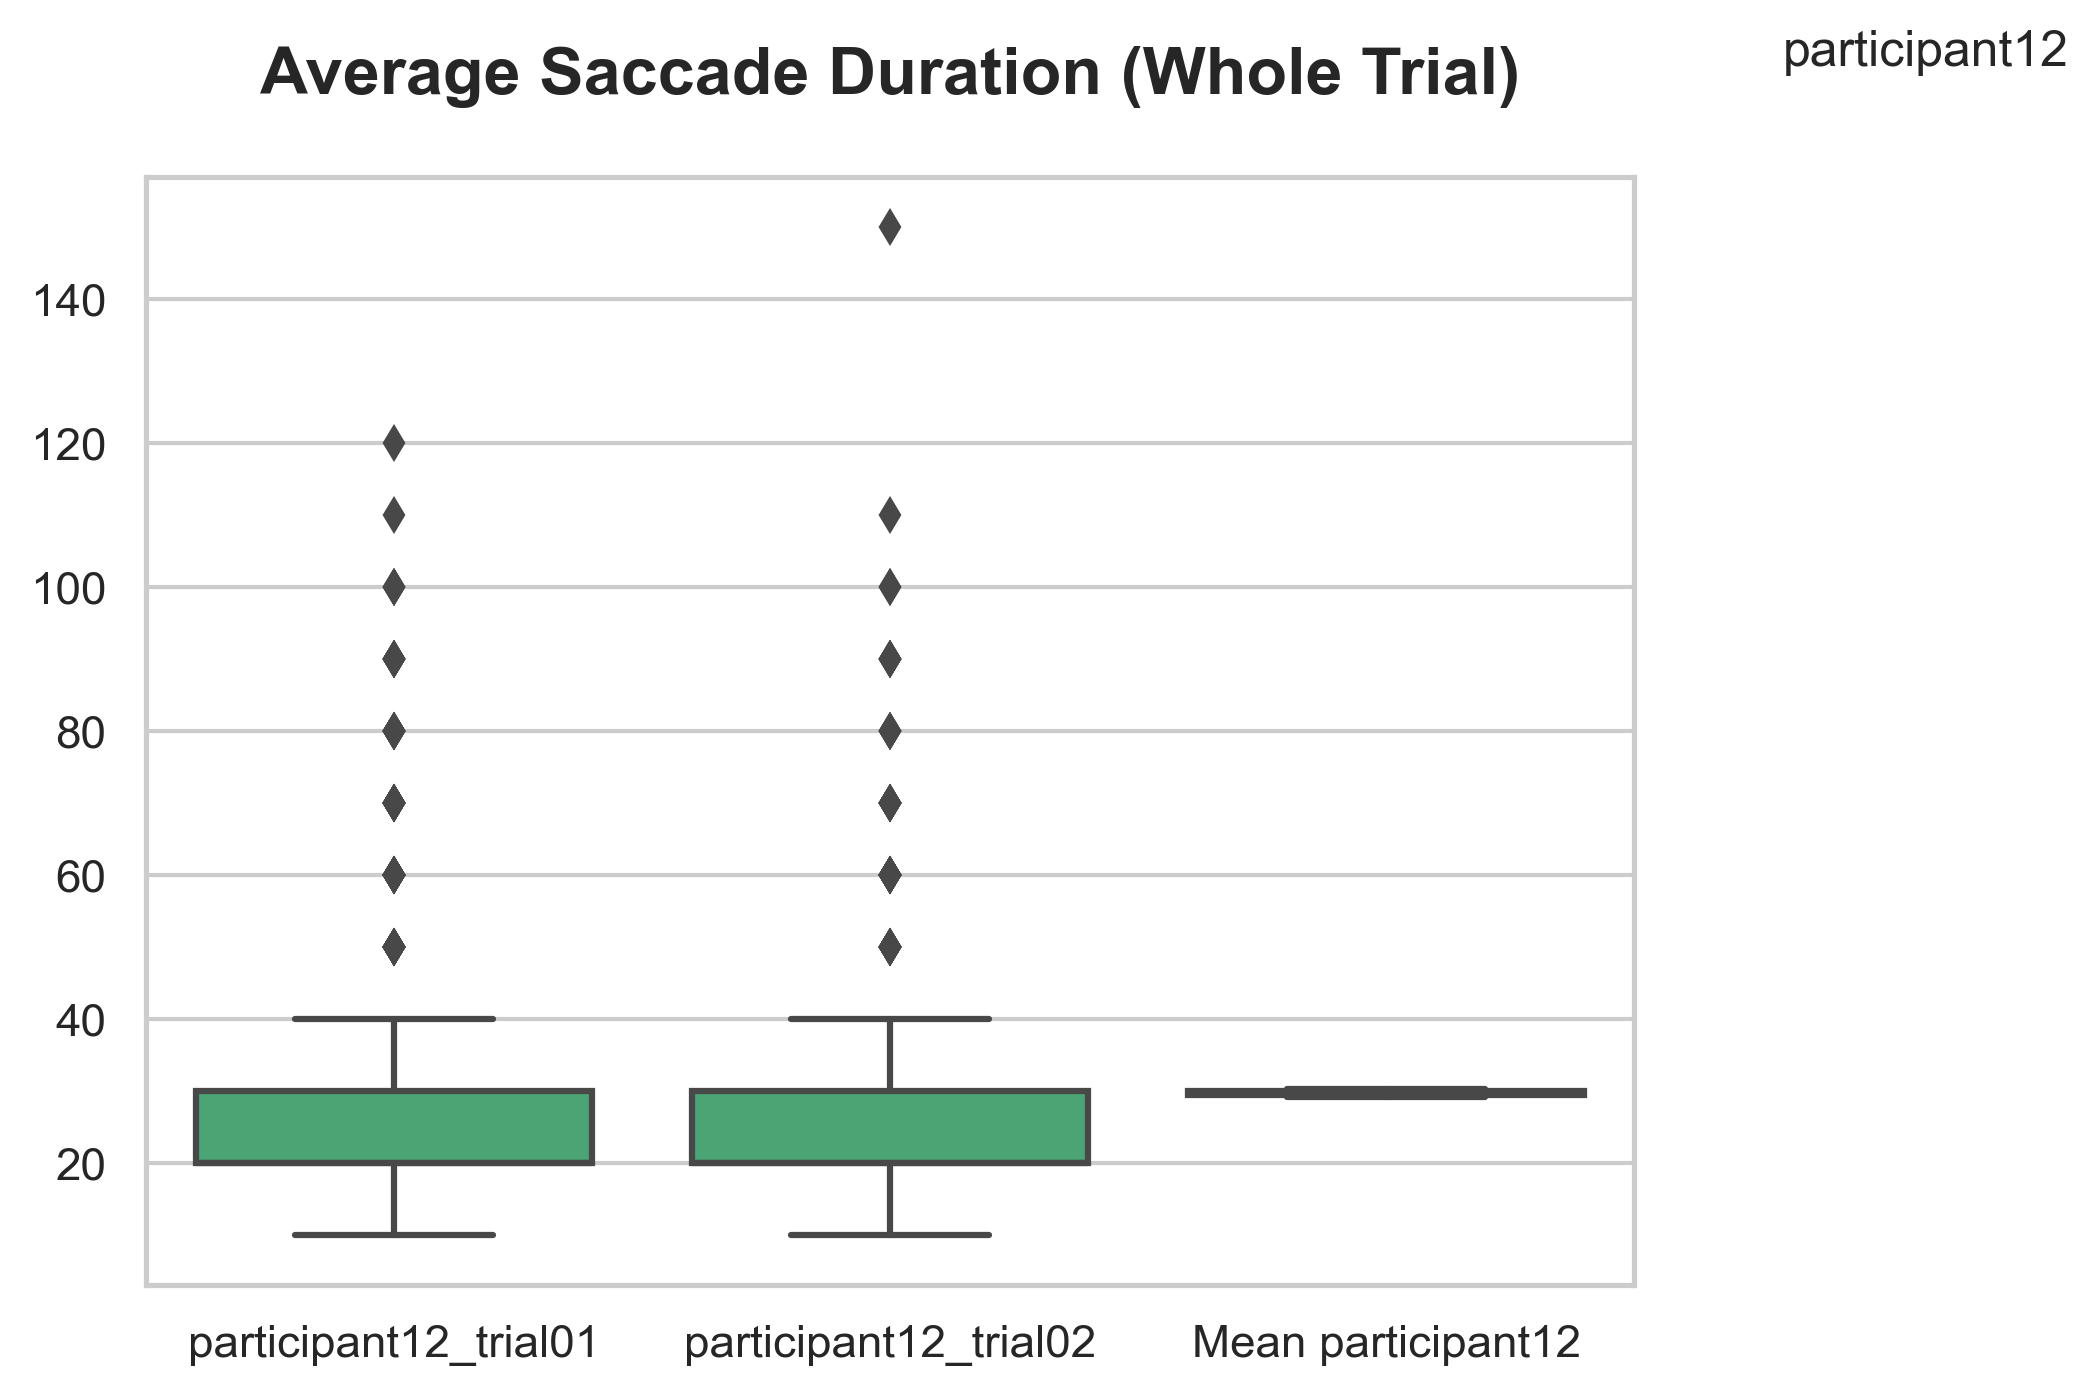 participant12
Average Saccade Duration (Whole Trial)
140
120
100
80
60
40
20
participant12_trial01
participant12_trial02
Mean participant12